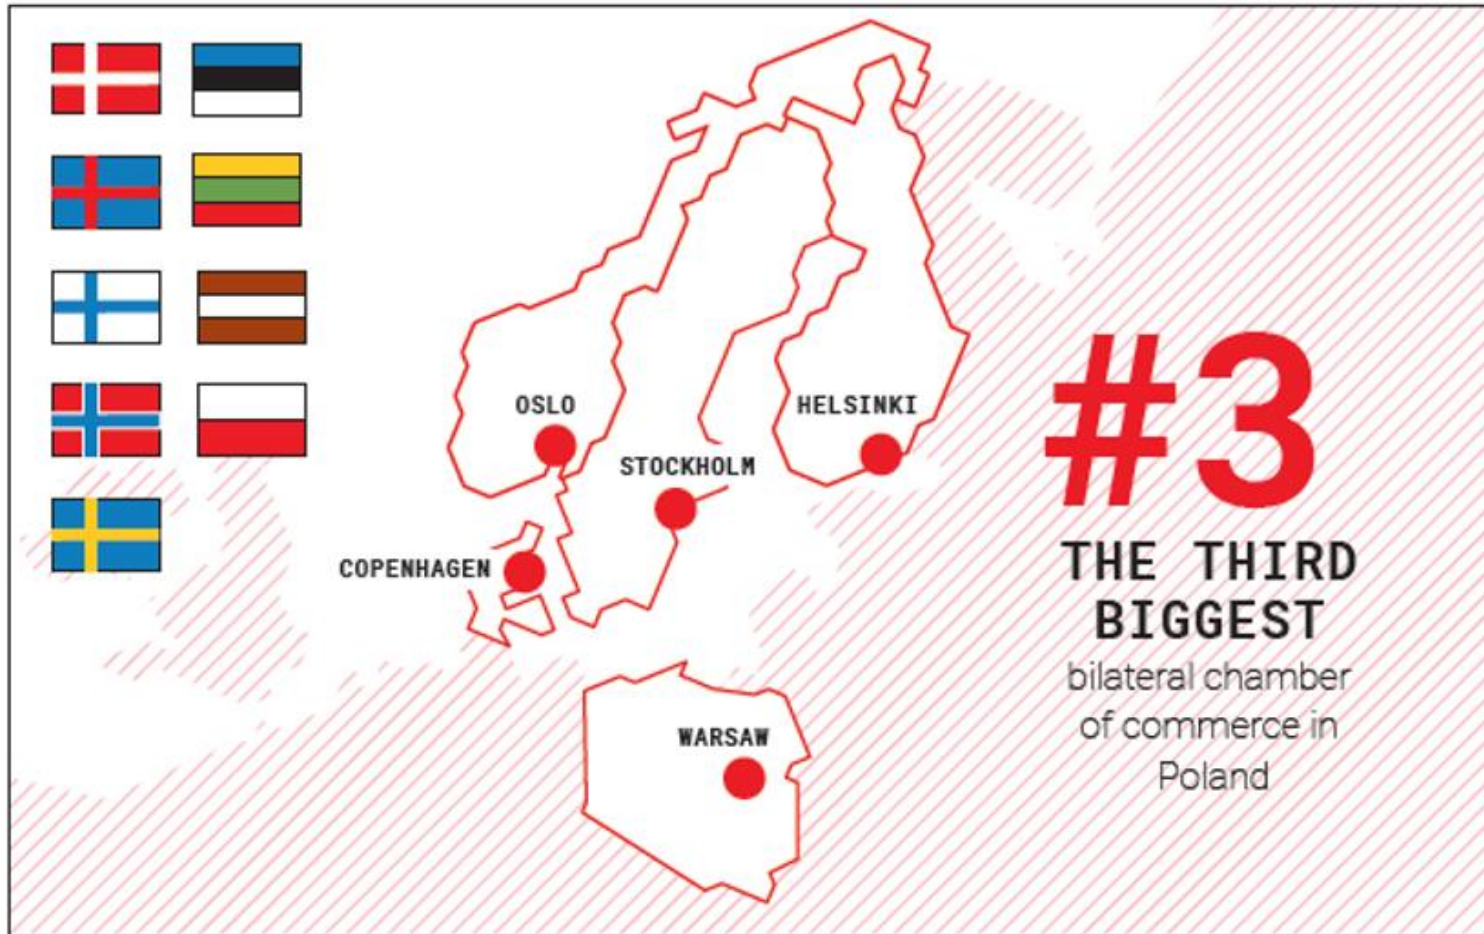 OSLO
HELSINKI
STOCKHOLM
COPENHAGEN
WARSAW
#3
THE THIRD
BIGGEST
bilateral chamber
of commerce in
Poland